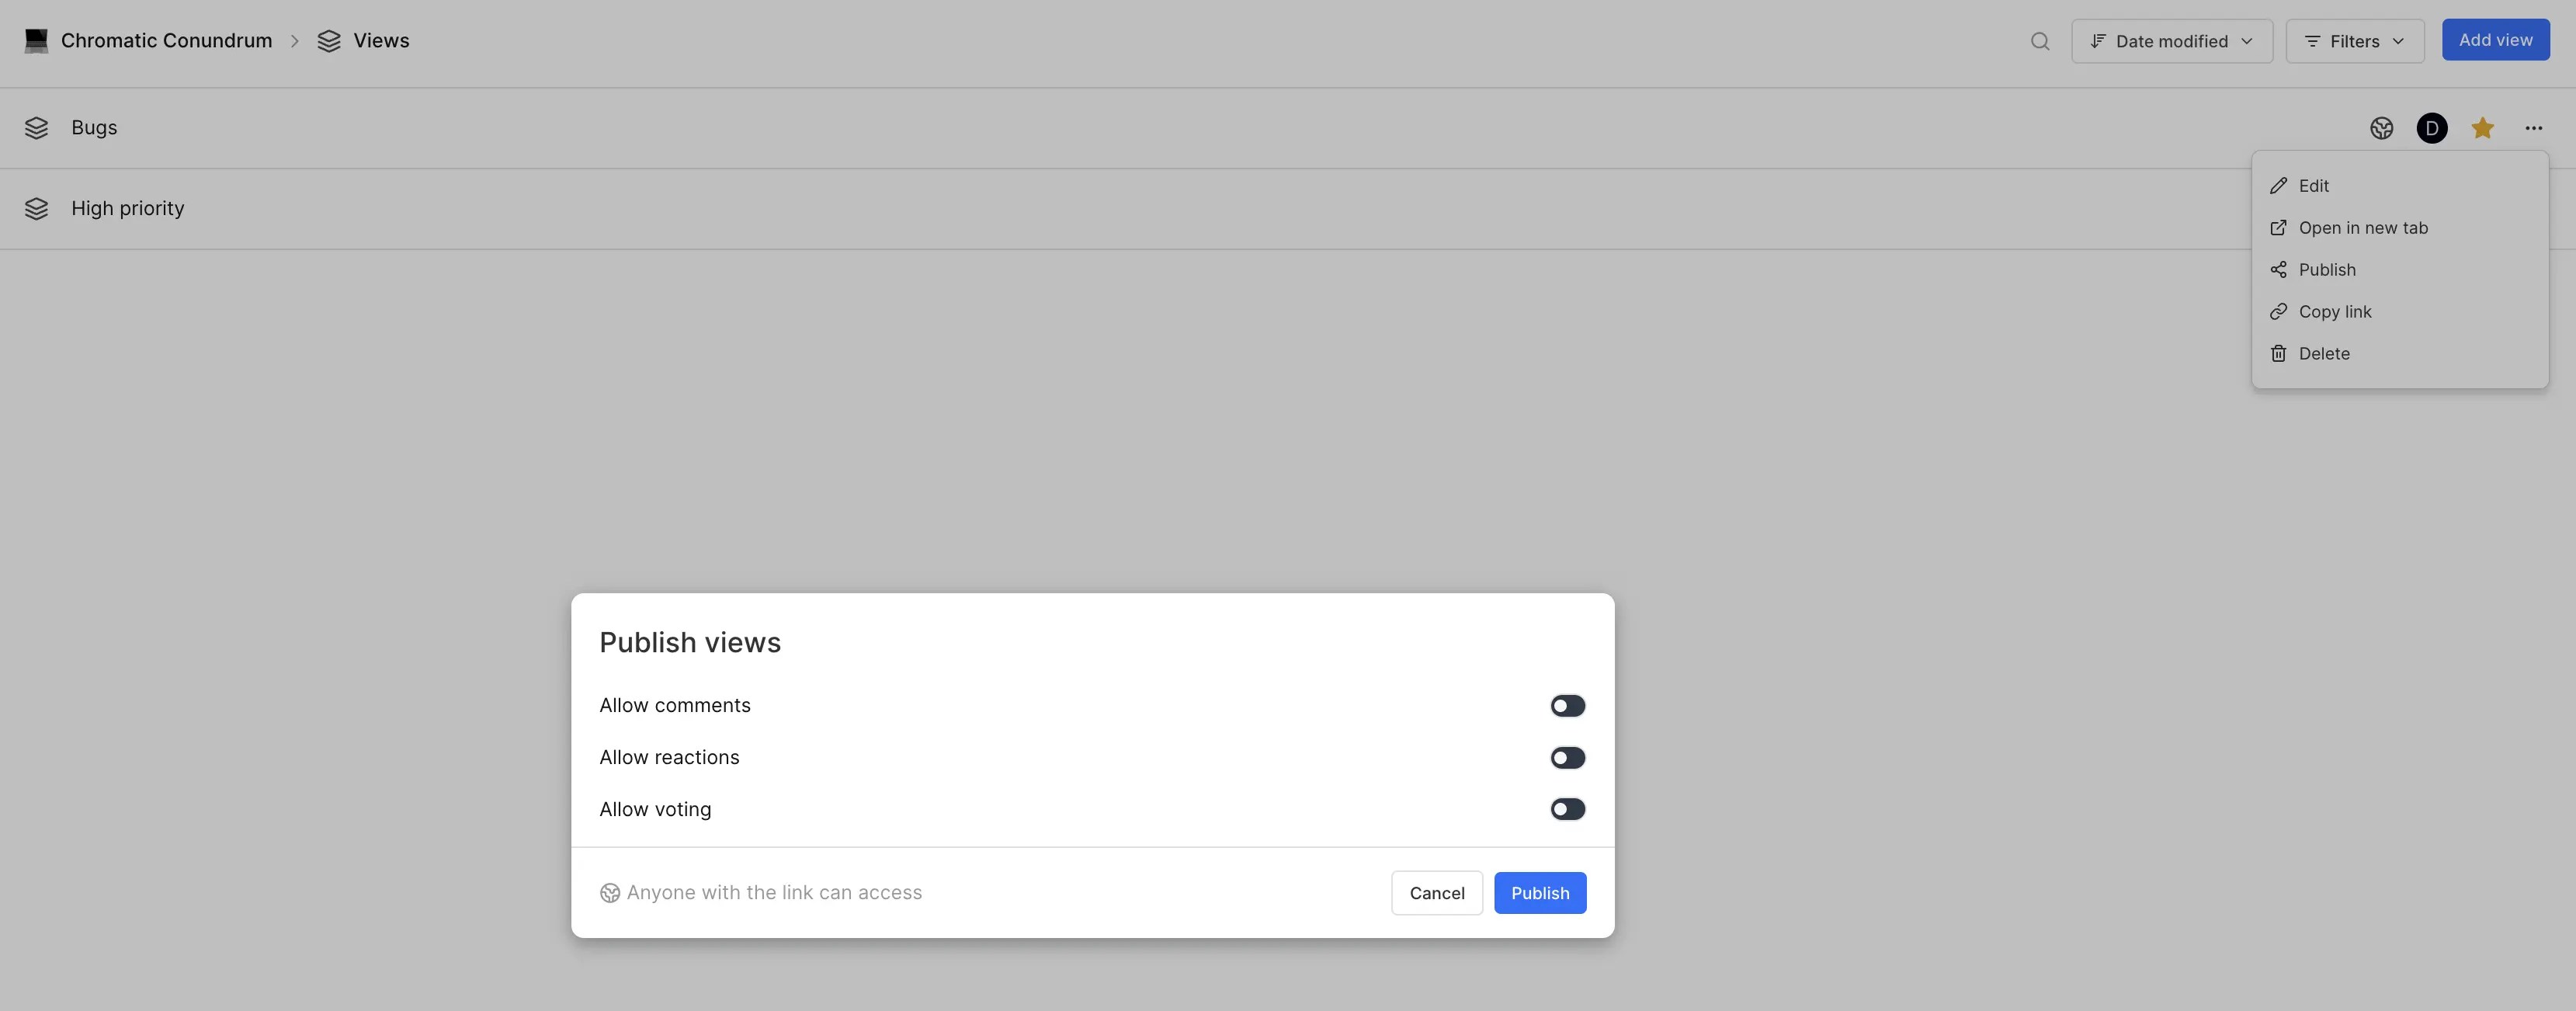 Chromatic Conundrum
Views
Date modified
Filters
Add view
Bugs
D
High priority
Edit
Open in new tab
Publish
Copy link
Delete
Publish views
Allow comments
Allow reactions
Allow voting
Anyone with the link can access
Cancel
Publish